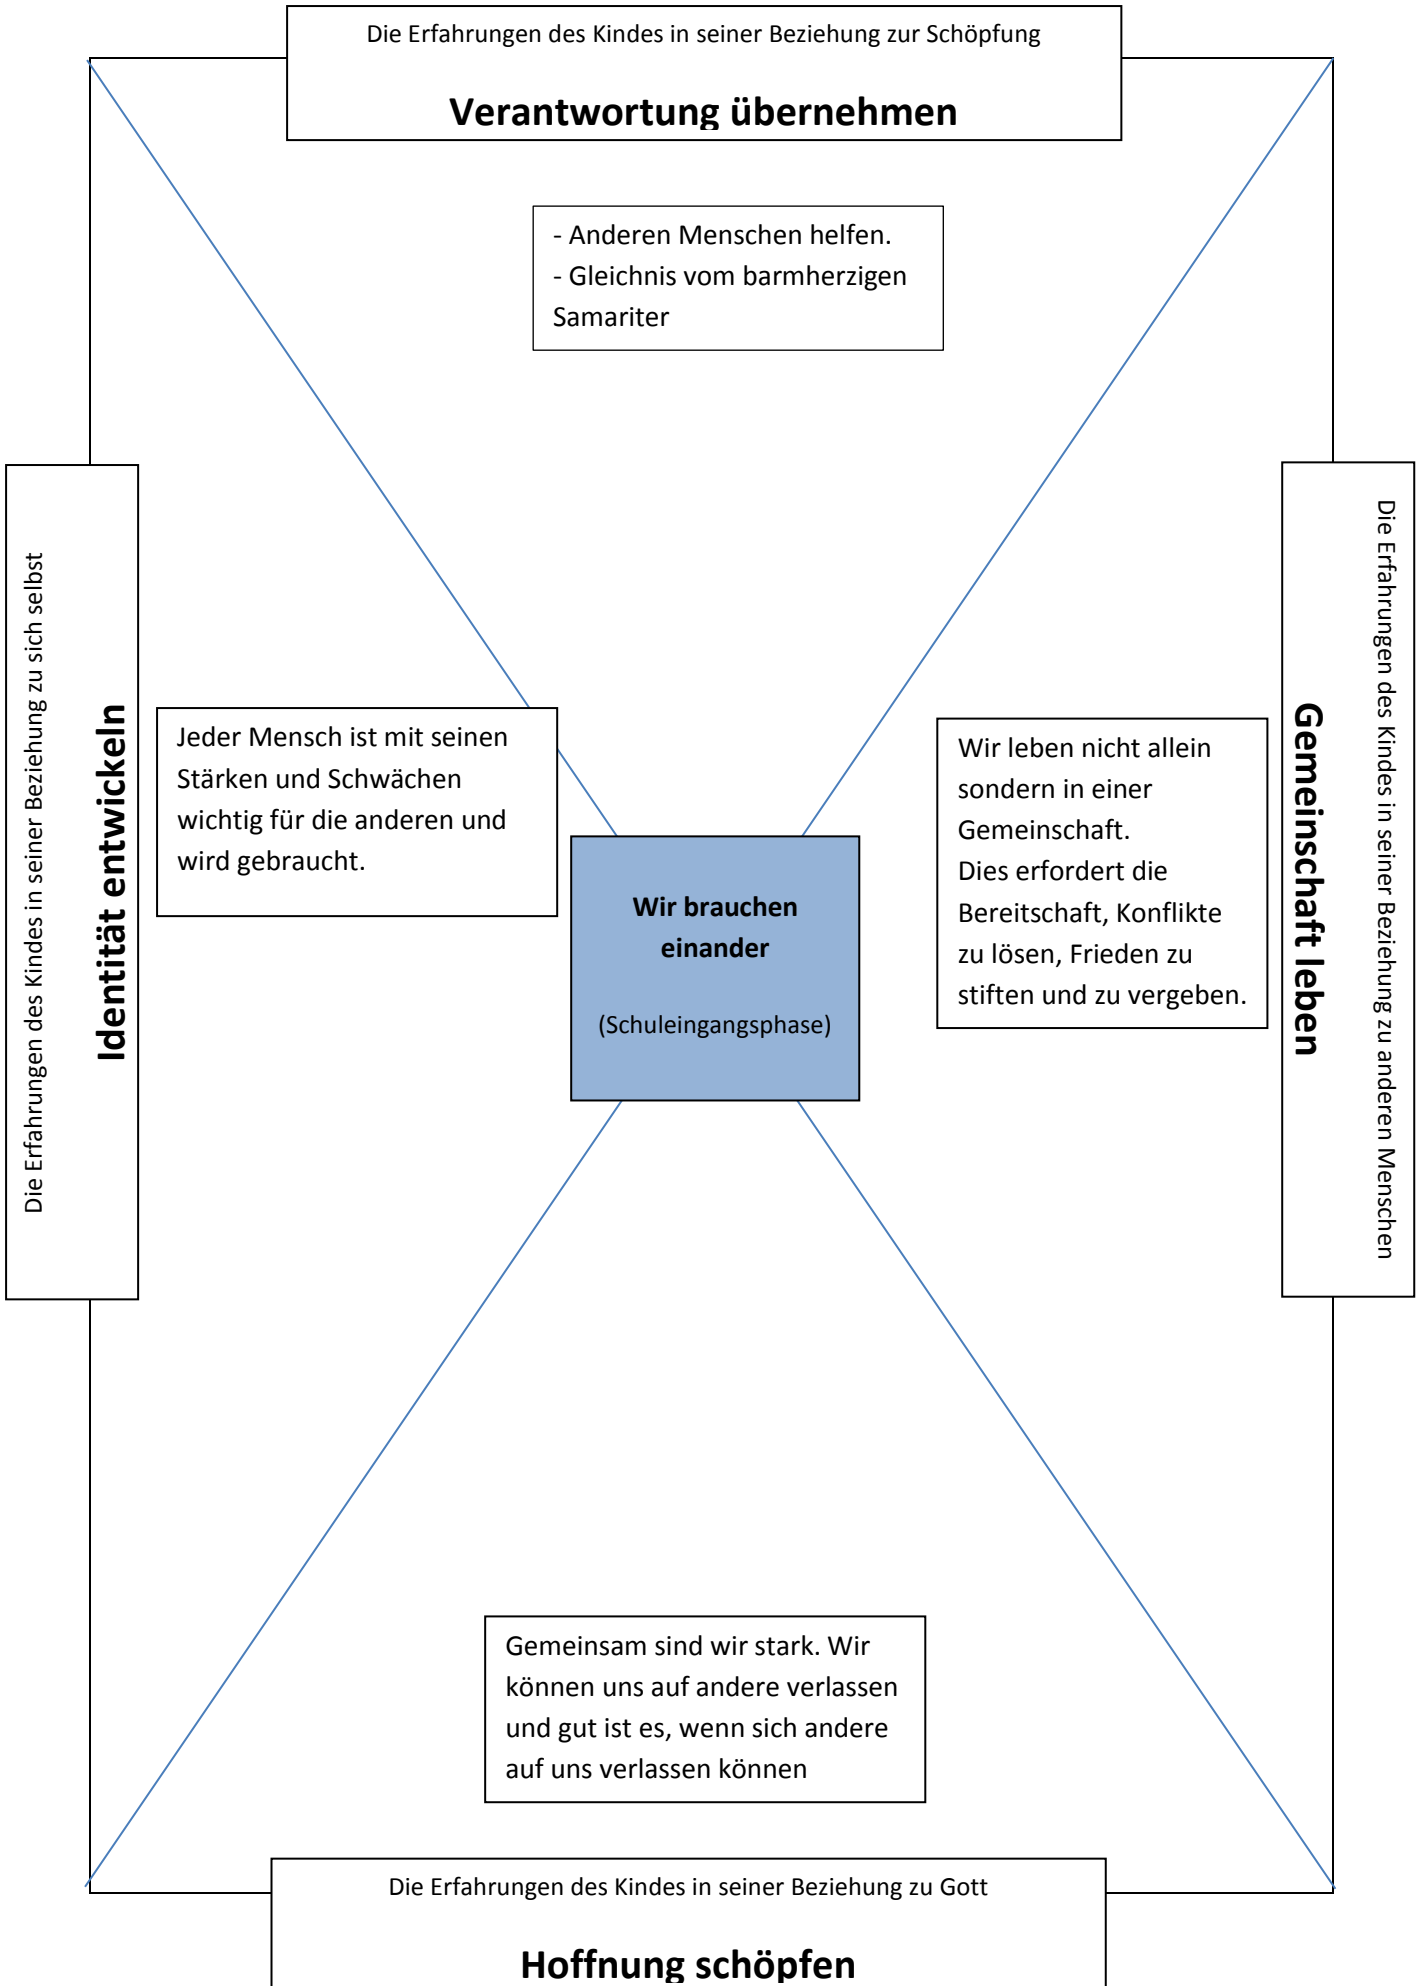 Die Erfahrungen des Kindes in seiner Beziehung zur Schöpfung
Verantwortung übernehmen
- Anderen Menschen helfen.
- Gleichnis vom barmherzigen
Samariter
Die Erfahrungen des Kindes in seiner Beziehung zu sich selbst
Identität entwickeln
Jeder Mensch ist mit seinen
Stärken und Schwächen
wichtig für die anderen und
wird gebraucht.
Wir brauchen
einander
(Schuleingangsphase)
Wir leben nicht allein
sondern in einer
Gemeinschaft.
Dies erfordert die
Bereitschaft, Konflikte
zu lösen, Frieden zu
stiften und zu vergeben.
Gemeinschaft leben
Die Erfahrungen des Kindes in seiner Beziehung zu anderen Menschen
Gemeinsam sind wir stark. Wir
können uns auf andere verlassen
und gut ist es, wenn sich andere
auf uns verlassen können
Die Erfahrungen des Kindes in seiner Beziehung zu Gott
Hoffnung schöpfen